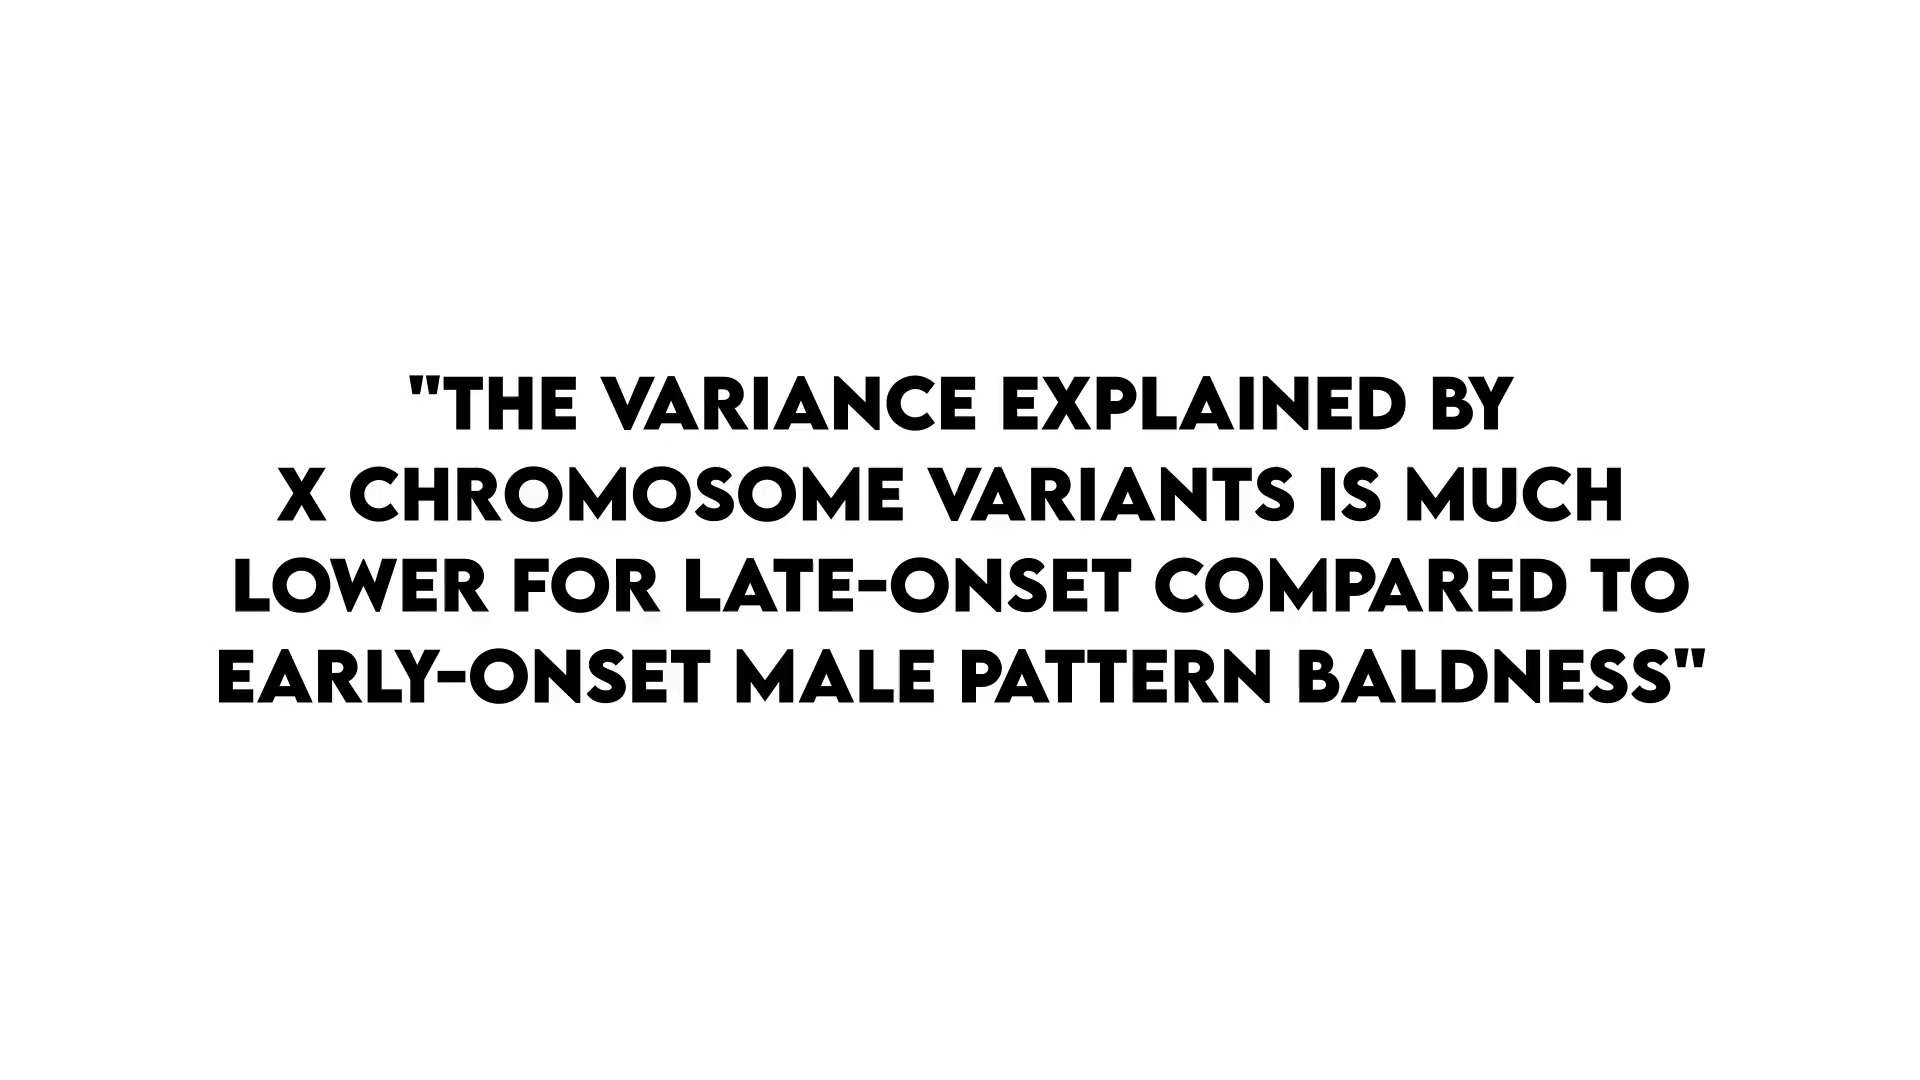 "THE VARIANCE EXPLAINED BY
X CHROMOSOME VARIANTS IS MUCH
LOWER FOR LATE-ONSET COMPARED TO
EARLY-ONSET MALE PATTERN BALDNESS"